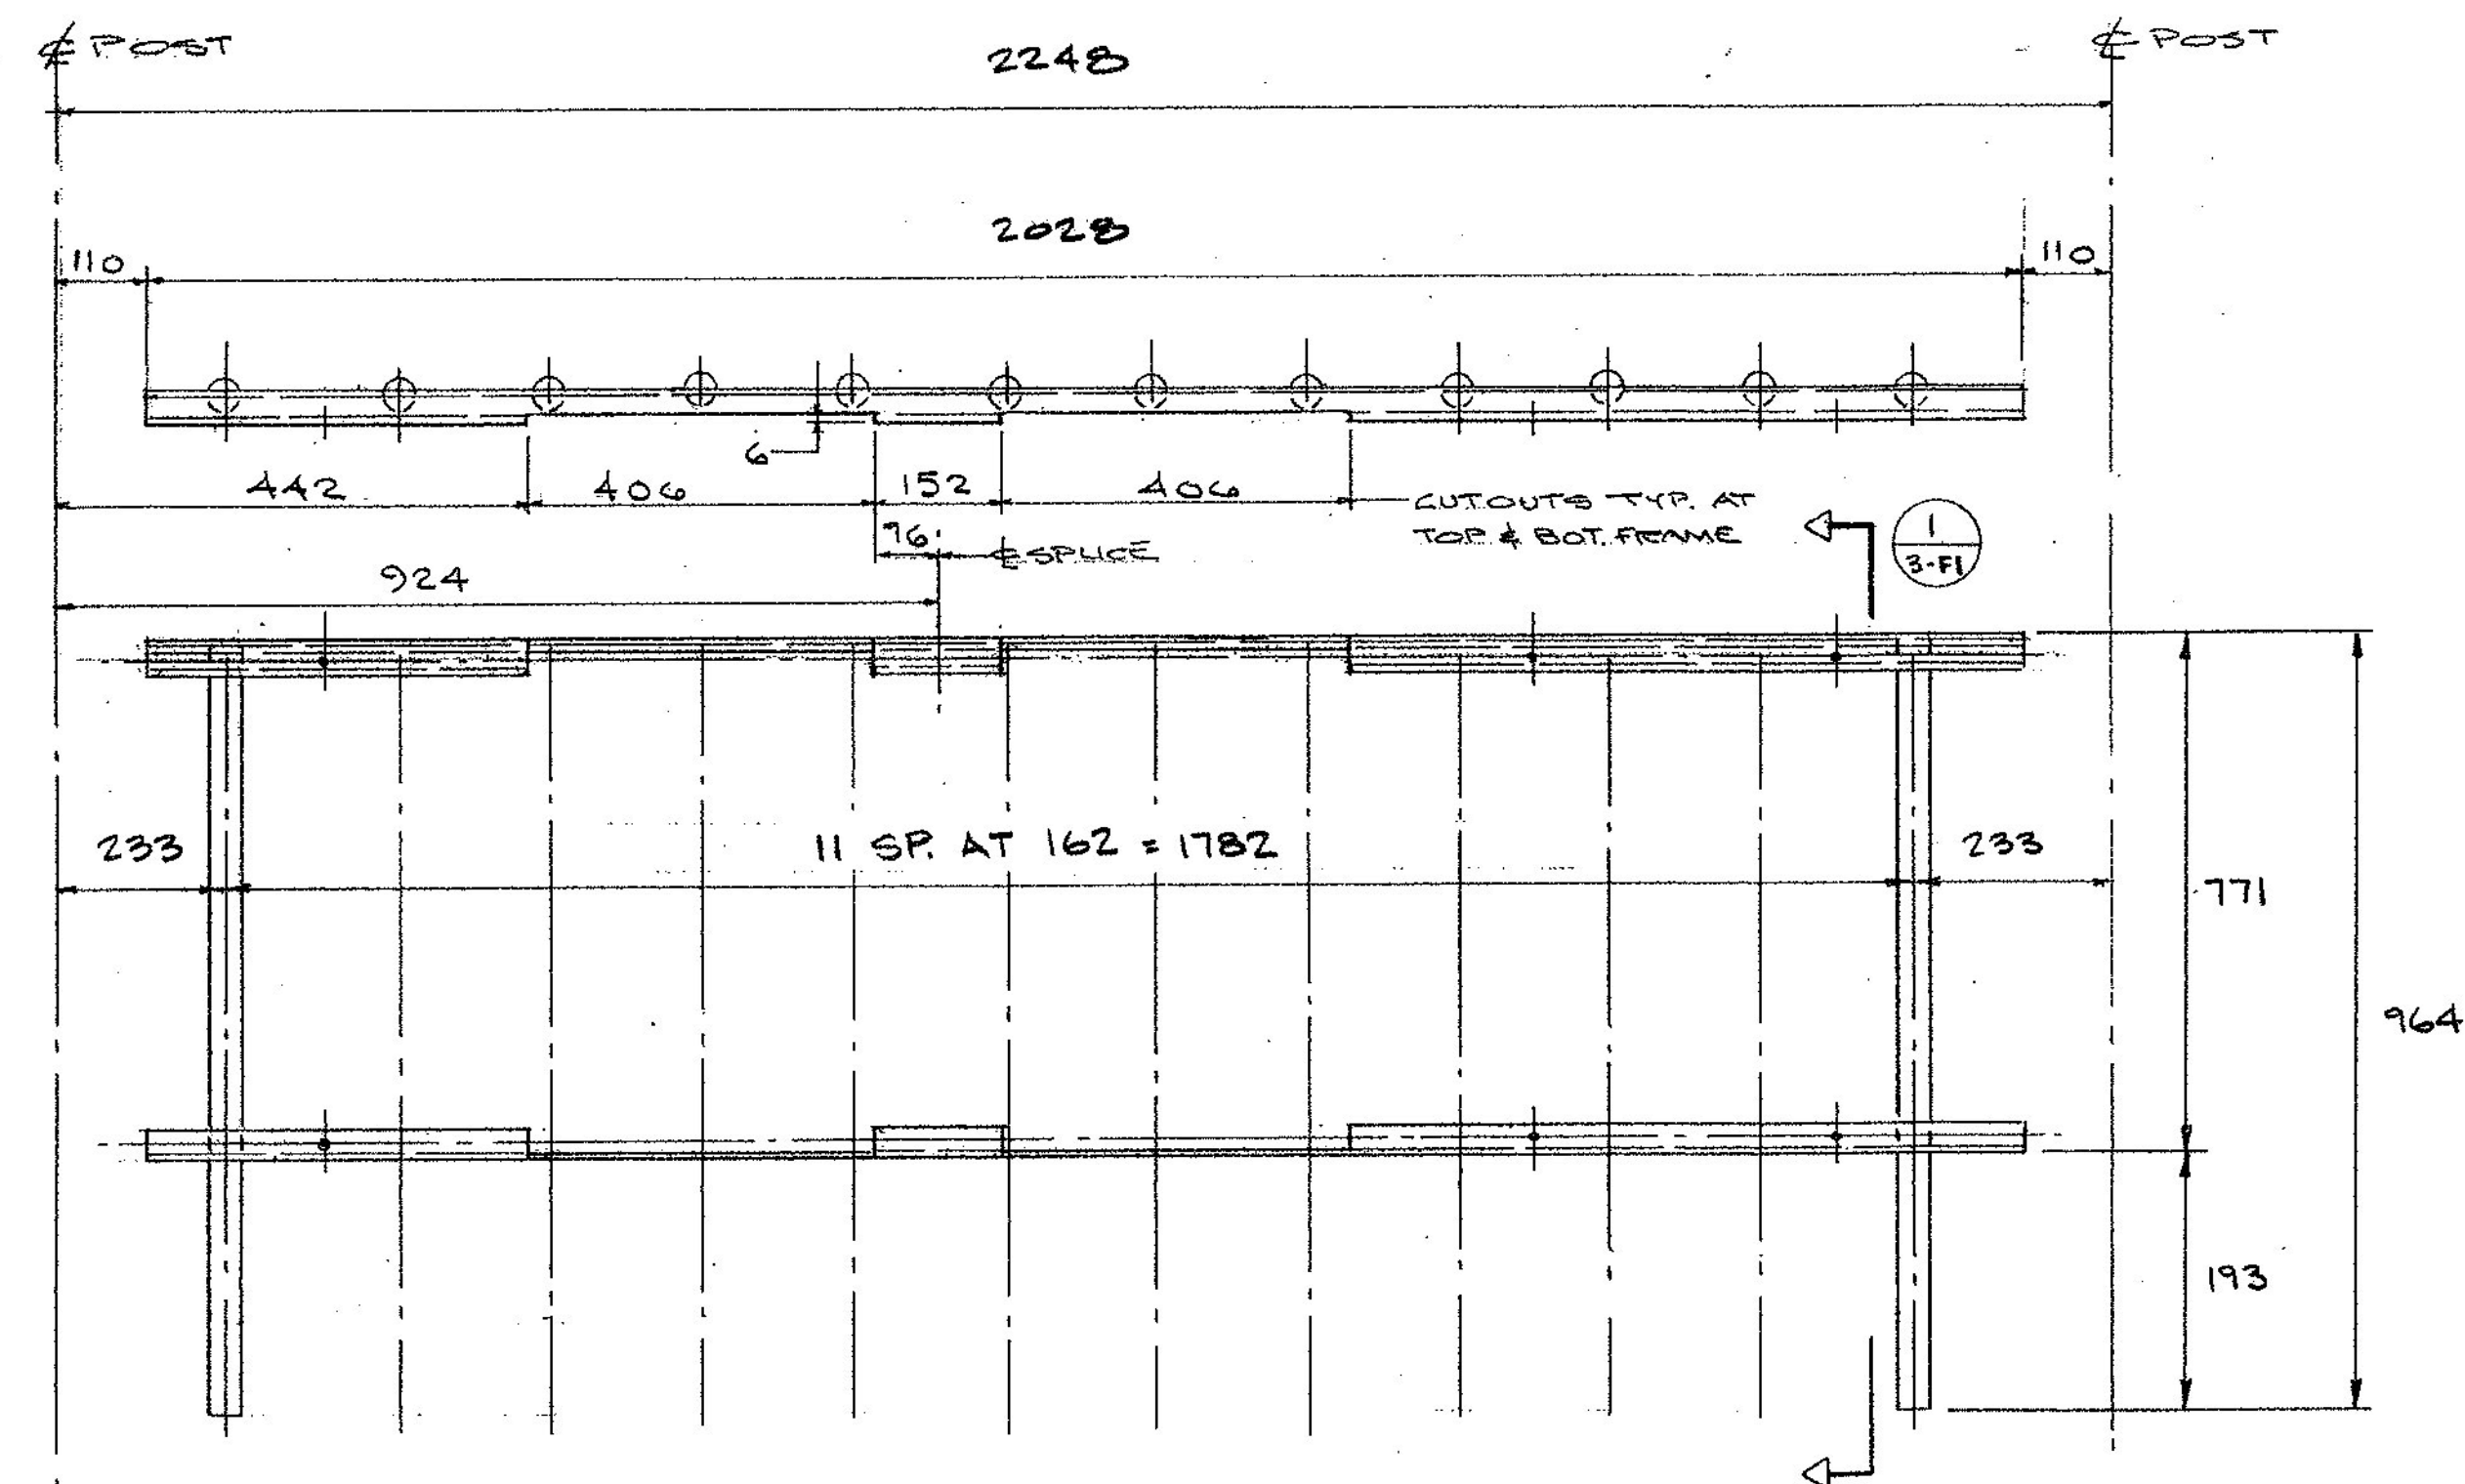 ℄ POST
℄ POST
2248
2028
110
110
6
442
406
152
406
CUTOUTS TYP. AT
TOP & BOT. FRAME
1
3-F1
76
℄ SPLICE
924
233
11 SP. AT 162 = 1782
233
771
964
193